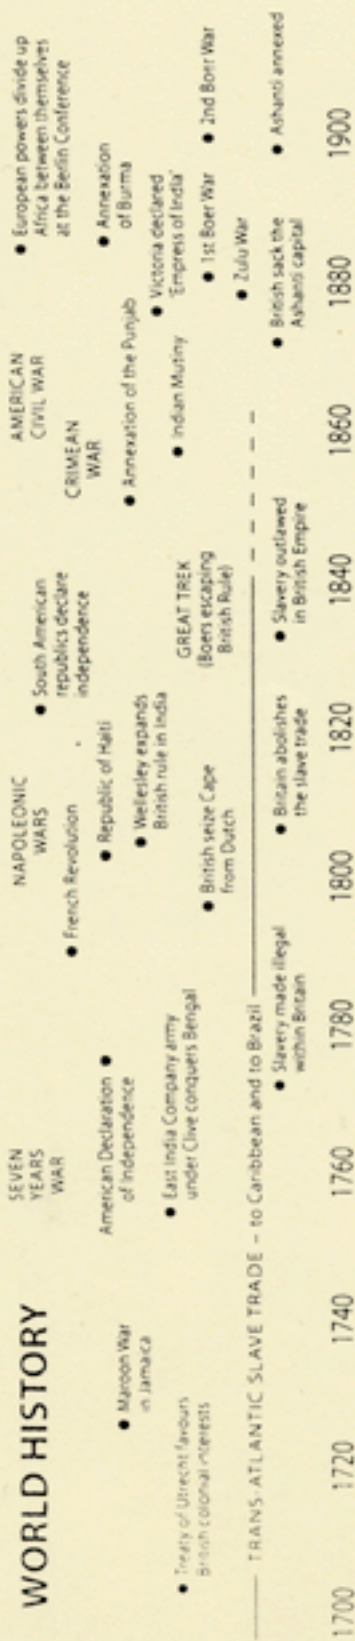 WORLD HISTORY
SEVEN
YEARS
WAR
NAPOLEONIC
WARS
AMERICAN
CIVIL WAR
• European powers divide up
Africa between themselves
at the Berlin Conference
• French Revolution
• South American
republics declare
independence
CRIMEAN
WAR
American Declaration •
of Independence
• Republic of Haiti
• Annexation
of Burma
• Maroon War
in Jamaica
• Wellesley expands
British rule in India
• Annexation of the Punjab
• Victoria declared
'Empress of India'
• East India Company army
under Clive conquers Bengal
• Indian Mutiny
• Treaty of Utrecht favours
British colonial interests
• British seize Cape
from Dutch
GREAT TREK
(Boers escaping
British Rule)
• 1st Boer War
• 2nd Boer War
• Zulu War
TRANS-ATLANTIC SLAVE TRADE – to Caribbean and to Brazil
• Slavery made illegal
within Britain
• Britain abolishes
the slave trade
• Slavery outlawed
in British Empire
• British sack the
Ashanti capital
• Ashanti annexed
1700 1720 1740 1760 1780 1800 1820 1840 1860 1880 1900